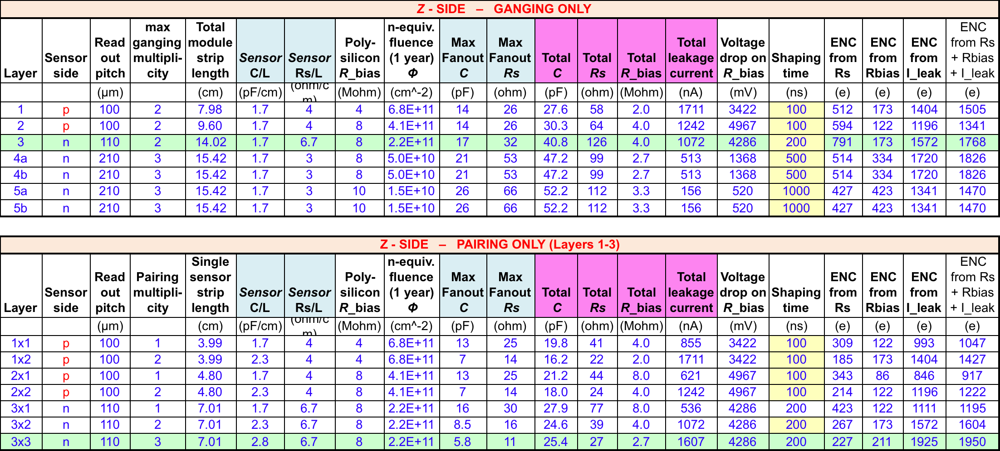 Z - SIDE – GANGING ONLY
Layer Sensor side Read out pitch max ganging multipli-city Total module strip length Sensor C/L Sensor Rs/L Poly-silicon R_bias n-equiv. fluence (1 year) Φ Max Fanout C Max Fanout Rs Total C Total Rs Total R_bias Total leakage current Voltage drop on R_bias Shaping time ENC from Rs ENC from Rbias ENC from I_leak ENC from Rs + Rbias + I_leak
(μm) (cm) (pF/cm) (ohm/cm) (Mohm) (cm^-2) (pF) (ohm) (pF) (ohm) (Mohm) (nA) (mV) (ns) (e) (e) (e) (e)
1 p 100 2 7.98 1.7 4 4 6.8E+11 14 26 27.6 58 2.0 1711 3422 100 512 173 1404 1505
2 p 100 2 9.60 1.7 4 8 4.1E+11 14 26 30.3 64 4.0 1242 4967 100 594 122 1196 1341
3 n 110 2 14.02 1.7 6.7 8 2.2E+11 17 32 40.8 126 4.0 1072 4286 200 791 173 1572 1768
4a n 210 3 15.42 1.7 3 8 5.0E+10 21 53 47.2 99 2.7 513 1368 500 514 334 1720 1826
4b n 210 3 15.42 1.7 3 8 5.0E+10 21 53 47.2 99 2.7 513 1368 500 514 334 1720 1826
5a n 210 3 15.42 1.7 3 10 1.5E+10 26 66 52.2 112 3.3 156 520 1000 427 423 1341 1470
5b n 210 3 15.42 1.7 3 10 1.5E+10 26 66 52.2 112 3.3 156 520 1000 427 423 1341 1470
Z - SIDE – PAIRING ONLY (Layers 1-3)
Layer Sensor side Read out pitch Pairing multipli-city Single sensor strip length Sensor C/L Sensor Rs/L Poly-silicon R_bias n-equiv. fluence (1 year) Φ Max Fanout C Max Fanout Rs Total C Total Rs Total R_bias Total leakage current Voltage drop on R_bias Shaping time ENC from Rs ENC from Rbias ENC from I_leak ENC from Rs + Rbias + I_leak
(μm) (cm) (pF/cm) (ohm/cm) (Mohm) (cm^-2) (pF) (ohm) (pF) (ohm) (Mohm) (nA) (mV) (ns) (e) (e) (e) (e)
1x1 p 100 1 3.99 1.7 4 4 6.8E+11 13 25 19.8 41 4.0 855 3422 100 309 122 993 1047
1x2 p 100 2 3.99 2.3 4 4 6.8E+11 7 14 16.2 22 2.0 1711 3422 100 185 173 1404 1427
2x1 p 100 1 4.80 1.7 4 8 4.1E+11 13 25 21.2 44 8.0 621 4967 100 343 86 846 917
2x2 p 100 2 4.80 2.3 4 8 4.1E+11 7 14 18.0 24 4.0 1242 4967 100 214 122 1196 1222
3x1 n 110 1 7.01 1.7 6.7 8 2.2E+11 16 30 27.9 77 8.0 536 4286 200 423 122 1111 1195
3x2 n 110 2 7.01 2.3 6.7 8 2.2E+11 8.5 16 24.6 39 4.0 1072 4286 200 267 173 1572 1604
3x3 n 110 3 7.01 2.8 6.7 8 2.2E+11 5.8 11 25.4 27 2.7 1607 4286 200 227 211 1925 1950